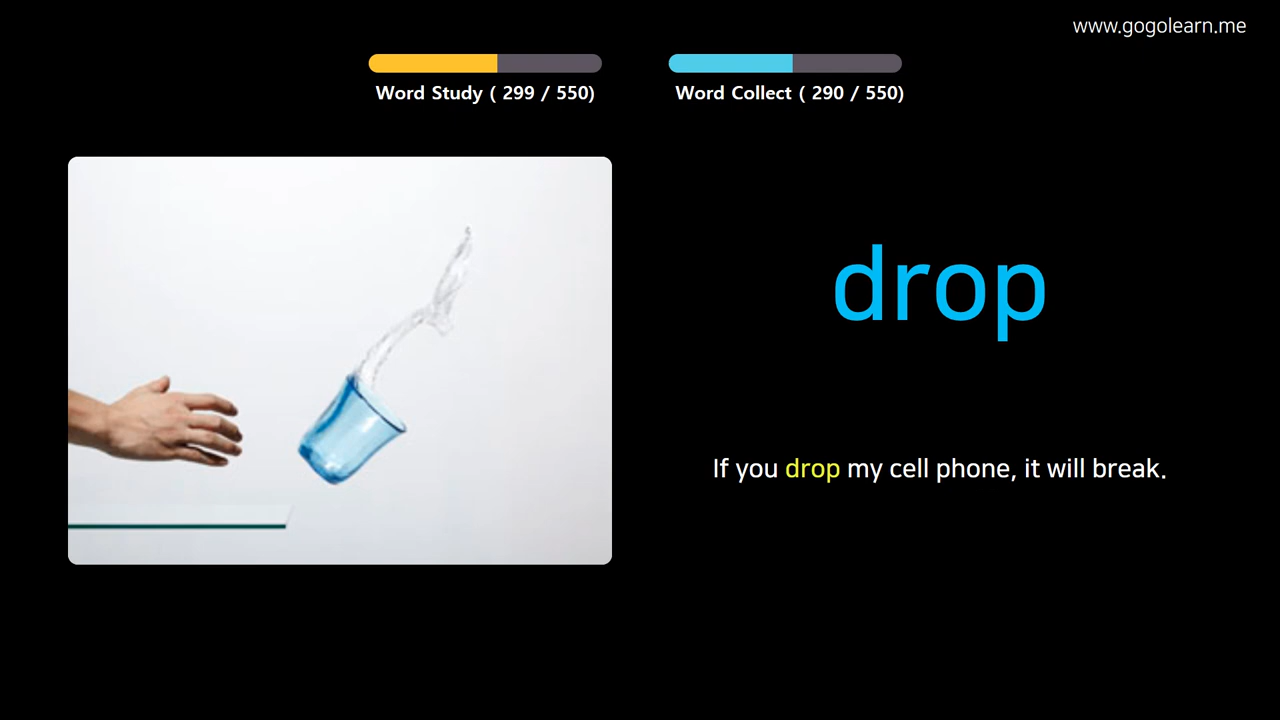 www.gogolearn.me
Word Study ( 299 / 550)
Word Collect ( 290 / 550)
drop
If you drop my cell phone, it will break.